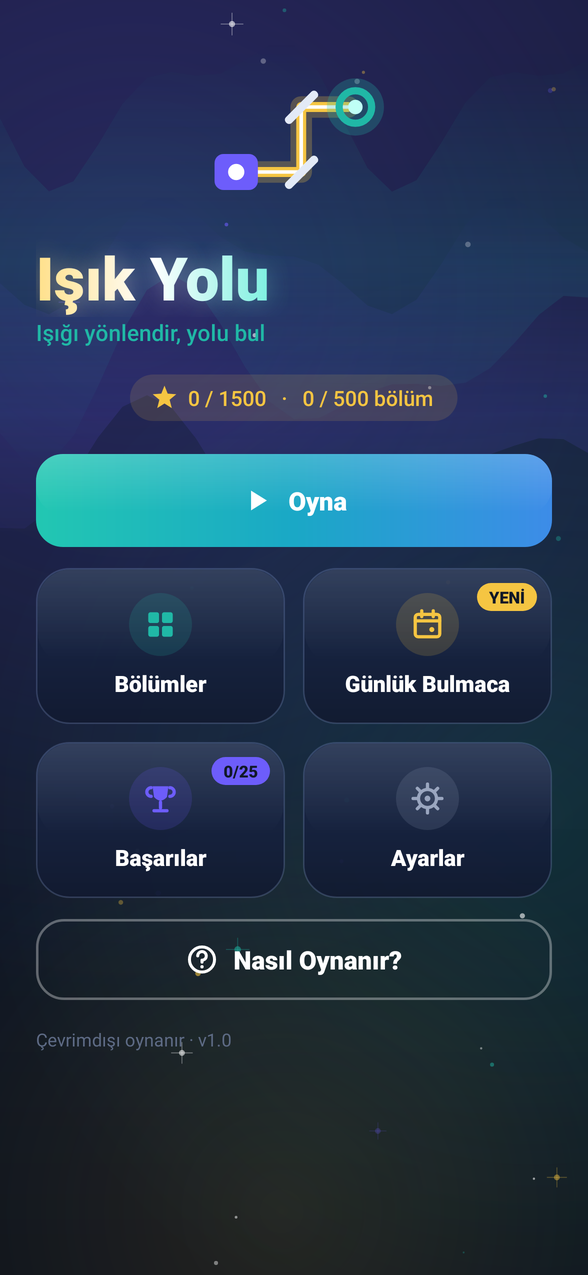 Işık Yolu
Işığı yönlendir, yolu bul
0 / 1500 · 0 / 500 bölüm
Oyna
Bölümler
YENİ
Günlük Bulmaca
0/25
Başarılar
Ayarlar
Nasıl Oynanır?
Çevrimdışı oynanır · v1.0